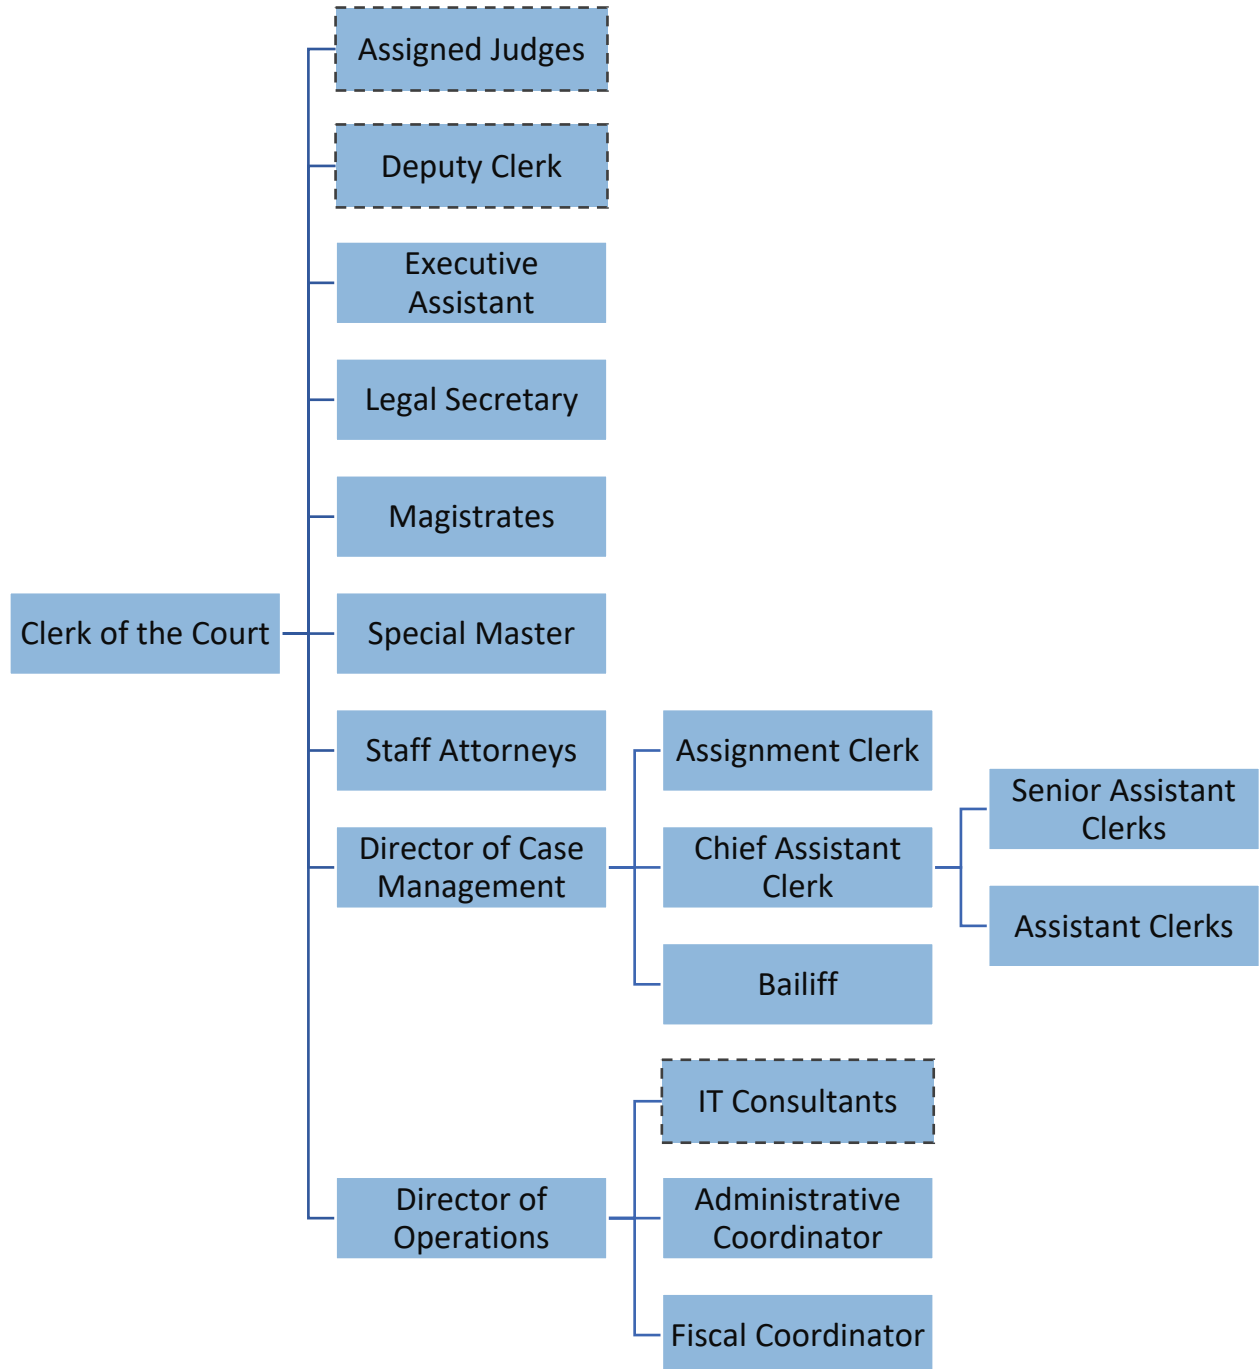 Assigned Judges
Deputy Clerk
Executive
Assistant
Legal Secretary
Magistrates
Clerk of the Court
Special Master
Staff Attorneys
Director of Case
Management
Assignment Clerk
Chief Assistant
Clerk
Bailiff
Senior Assistant
Clerks
Assistant Clerks
Director of
Operations
IT Consultants
Administrative
Coordinator
Fiscal Coordinator